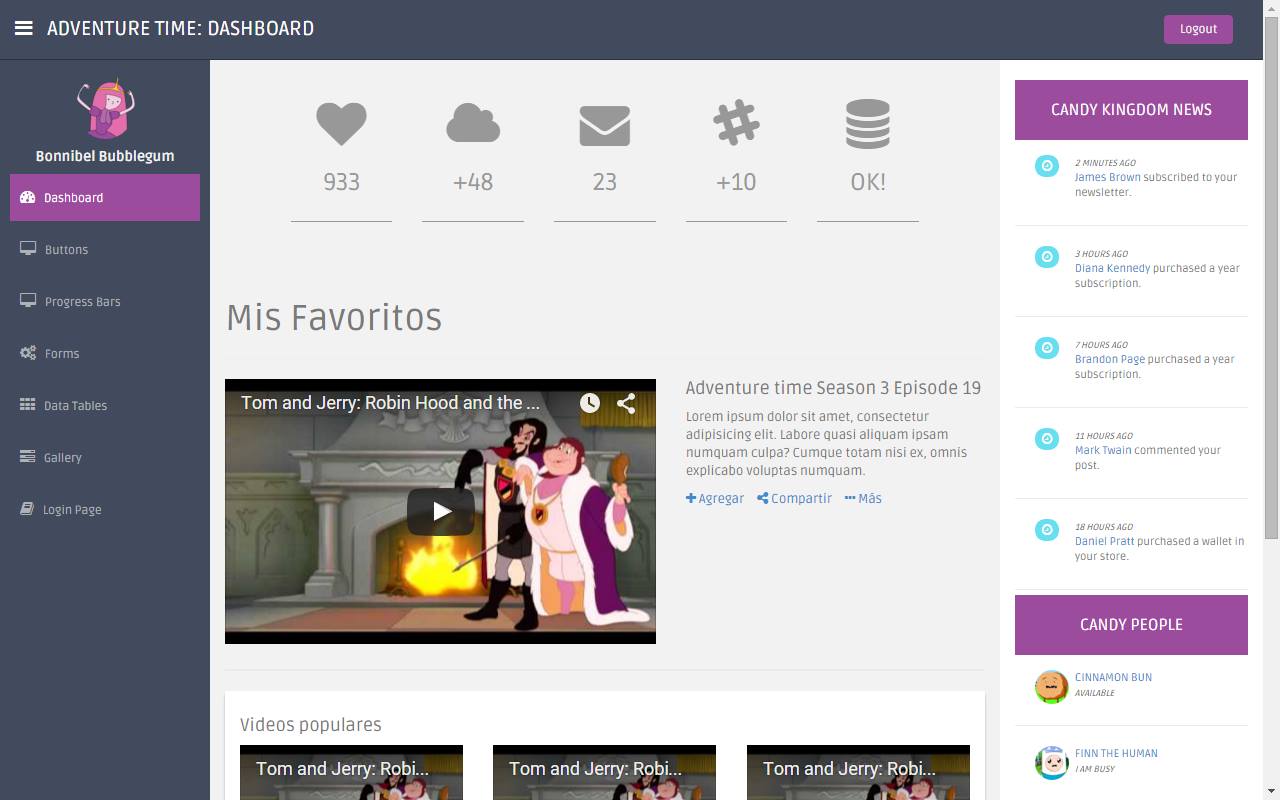 ADVENTURE TIME: DASHBOARD
Logout
Bonnibel Bubblegum
Dashboard
Buttons
Progress Bars
Forms
Data Tables
Gallery
Login Page
933
+48
23
+10
OK!
Mis Favoritos
Tom and Jerry: Robin Hood and the ...
Adventure time Season 3 Episode 19
Lorem ipsum dolor sit amet, consectetur
adipisicing elit. Labore quasi aliquam ipsam
numquam culpa? Cumque totam nisi ex, omnis
explicabo voluptas numquam.
Agregar Compartir Más
Videos populares
Tom and Jerry: Robi...
Tom and Jerry: Robi...
Tom and Jerry: Robi...
CANDY KINGDOM NEWS
2 MINUTES AGO
James Brown subscribed to your
newsletter.
3 HOURS AGO
Diana Kennedy purchased a year
subscription.
7 HOURS AGO
Brandon Page purchased a year
subscription.
11 HOURS AGO
Mark Twain commented your
post.
18 HOURS AGO
Daniel Pratt purchased a wallet in
your store.
CANDY PEOPLE
CINNAMON BUN
AVAILABLE
FINN THE HUMAN
I AM BUSY